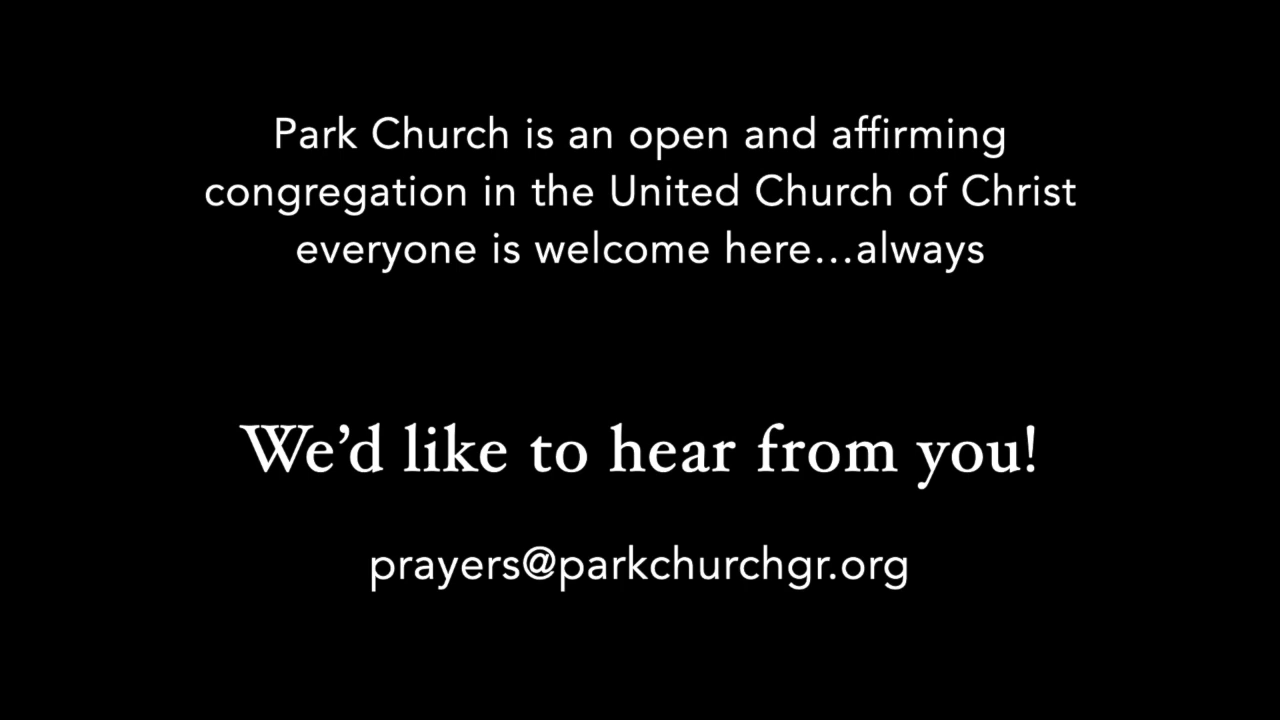 Park Church is an open and affirming
congregation in the United Church of Christ
everyone is welcome here...always
We’d like to hear from you!
prayers@parkchurchgr.org